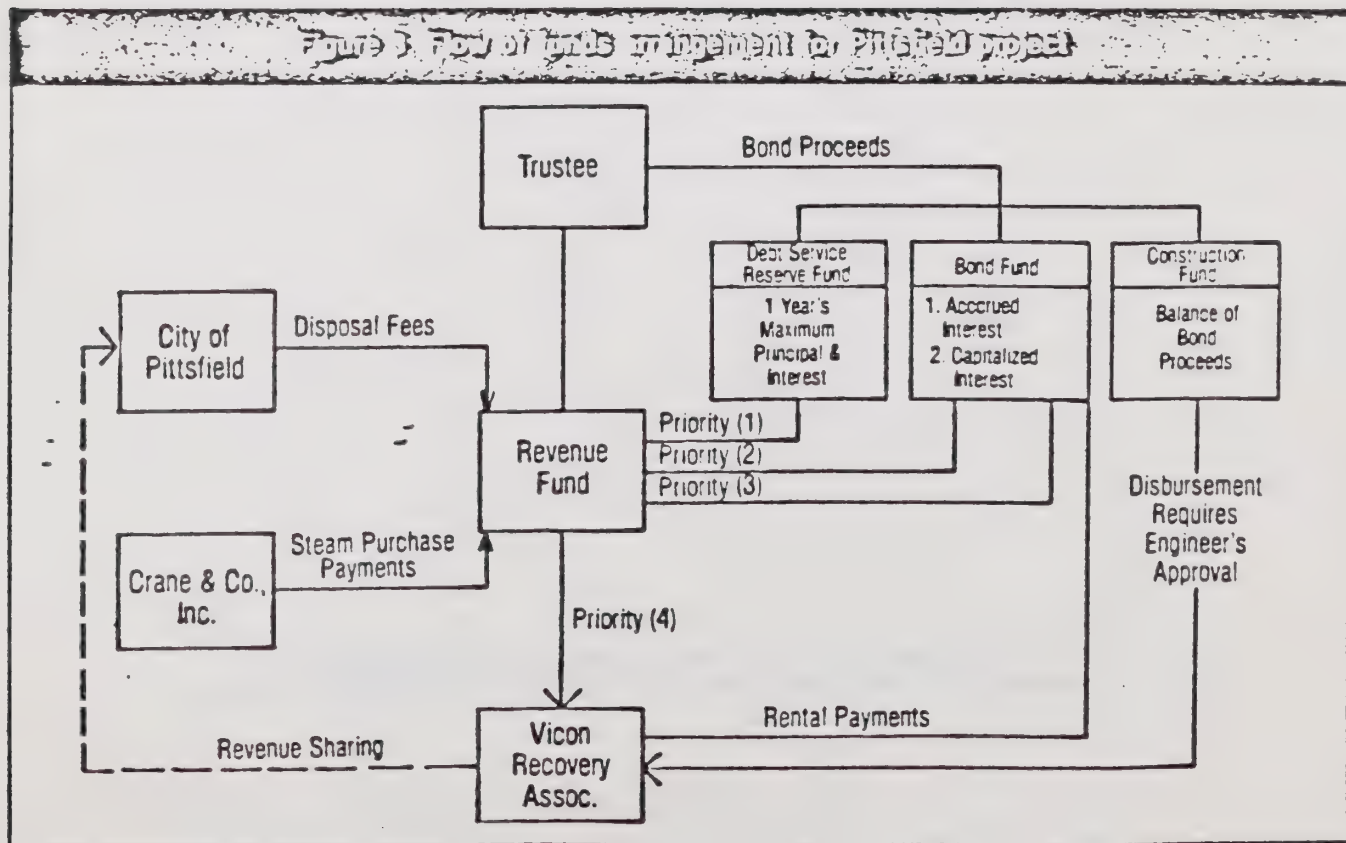 Figure 3. Flow of funds arrangement for Pittsfield project
Trustee
Bond Proceeds
Debt Service
Reserve Fund
1 Year's
Maximum
Principal &
Interest
Bond Fund
1. Accrued
Interest
2. Capitalized
Interest
Construction
Fund
Balance of
Bond
Proceeds
City of
Pittsfield
Disposal Fees
Revenue
Fund
Priority (1)
Priority (2)
Priority (3)
Disbursement
Requires
Engineer's
Approval
Crane & Co.,
Inc.
Steam Purchase
Payments
Priority (4)
Vicon
Recovery
Assoc.
Rental Payments
Revenue Sharing